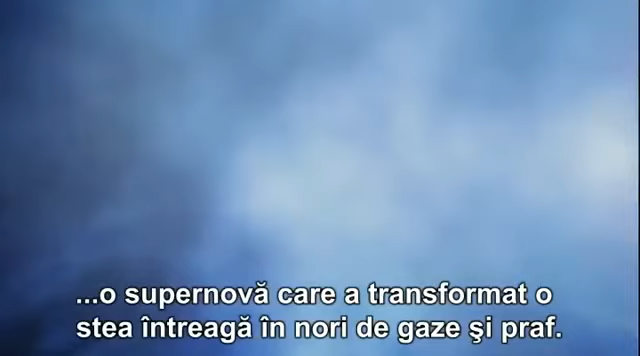 ...o supernovă care a transformat o
stea întreagă în nori de gaze şi praf.